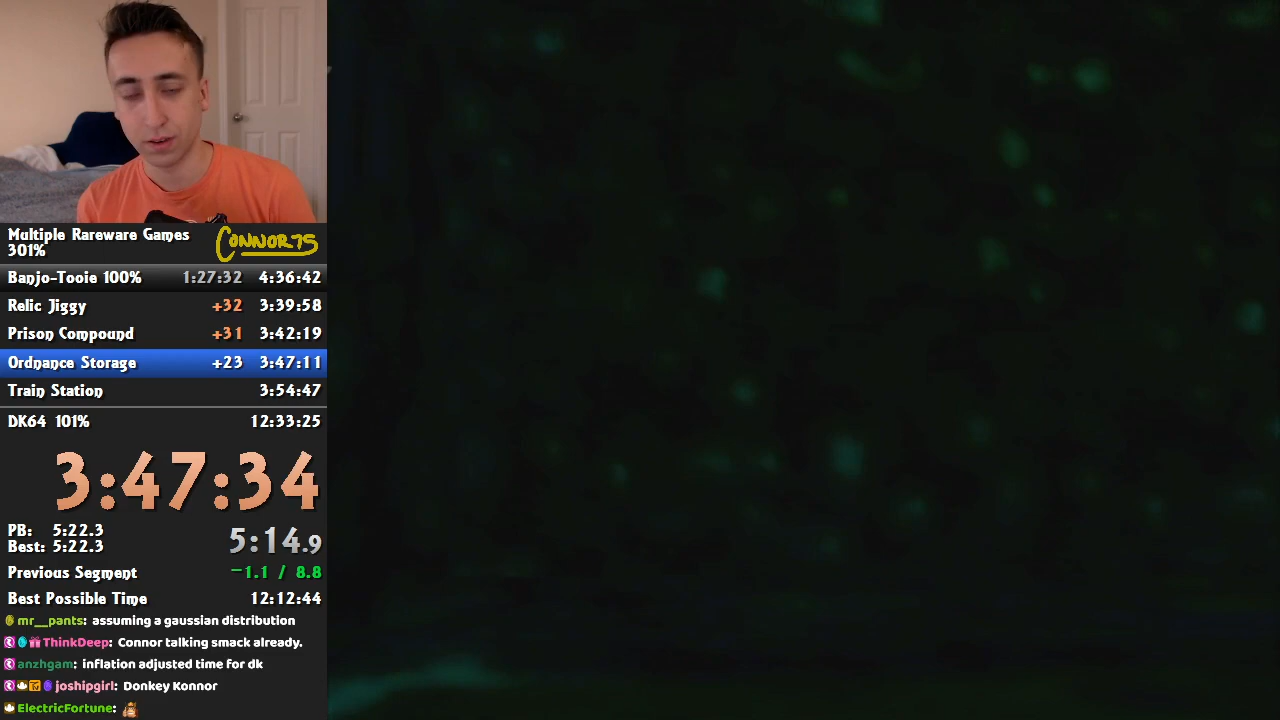 Multiple Rareware Games
301%
CONNOR75
Banjo-Tooie 100% 1:27:32 4:36:42
Relic Jiggy +32 3:39:58
Prison Compound +31 3:42:19
Ordnance Storage +23 3:47:11
Train Station 3:54:47
DK64 101% 12:33:25
3:47:34
PB: 5:22.3
Best: 5:22.3
5:14.9
Previous Segment -1.1 / 8.8
Best Possible Time 12:12:44
mr__pants: assuming a gaussian distribution
ThinkDeep: Connor talking smack already.
anzhgam: inflation adjusted time for dk
joshipgirl: Donkey Konnor
ElectricFortune: